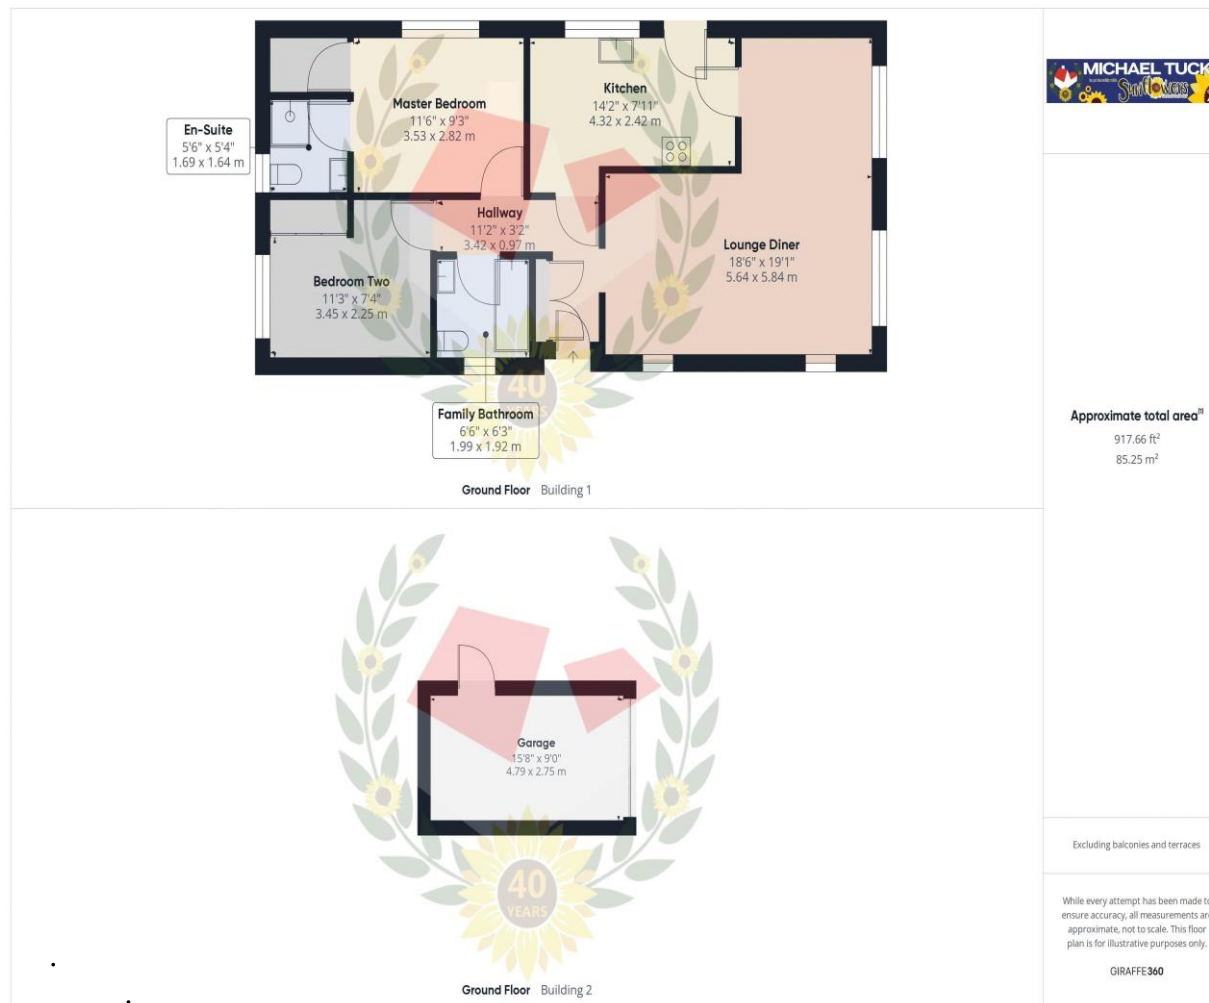 Master Bedroom
11'6" x 9'3"
3.53 x 2.82 m
Kitchen
14'2" x 7'11"
4.32 x 2.42 m
En-Suite
5'6" x 5'4"
1.69 x 1.64 m
Hallway
11'2" x 3'2"
3.42 x 0.97 m
Lounge Diner
18'6" x 19'1"
5.64 x 5.84 m
Bedroom Two
11'3" x 7'4"
3.45 x 2.25 m
40
YEARS
Family Bathroom
6'6" x 6'3"
1.99 x 1.92 m
Ground Floor Building 1
Garage
15'8" x 9'0"
4.79 x 2.75 m
40
YEARS
Ground Floor Building 2
MICHAEL TUCK
Sunflowers
Approximate total area⁽¹⁾
917.66 ft²
85.25 m²
Excluding balconies and terraces
While every attempt has been made to
ensure accuracy, all measurements are
approximate, not to scale. This floor
plan is for illustrative purposes only.
GIRAFFE360